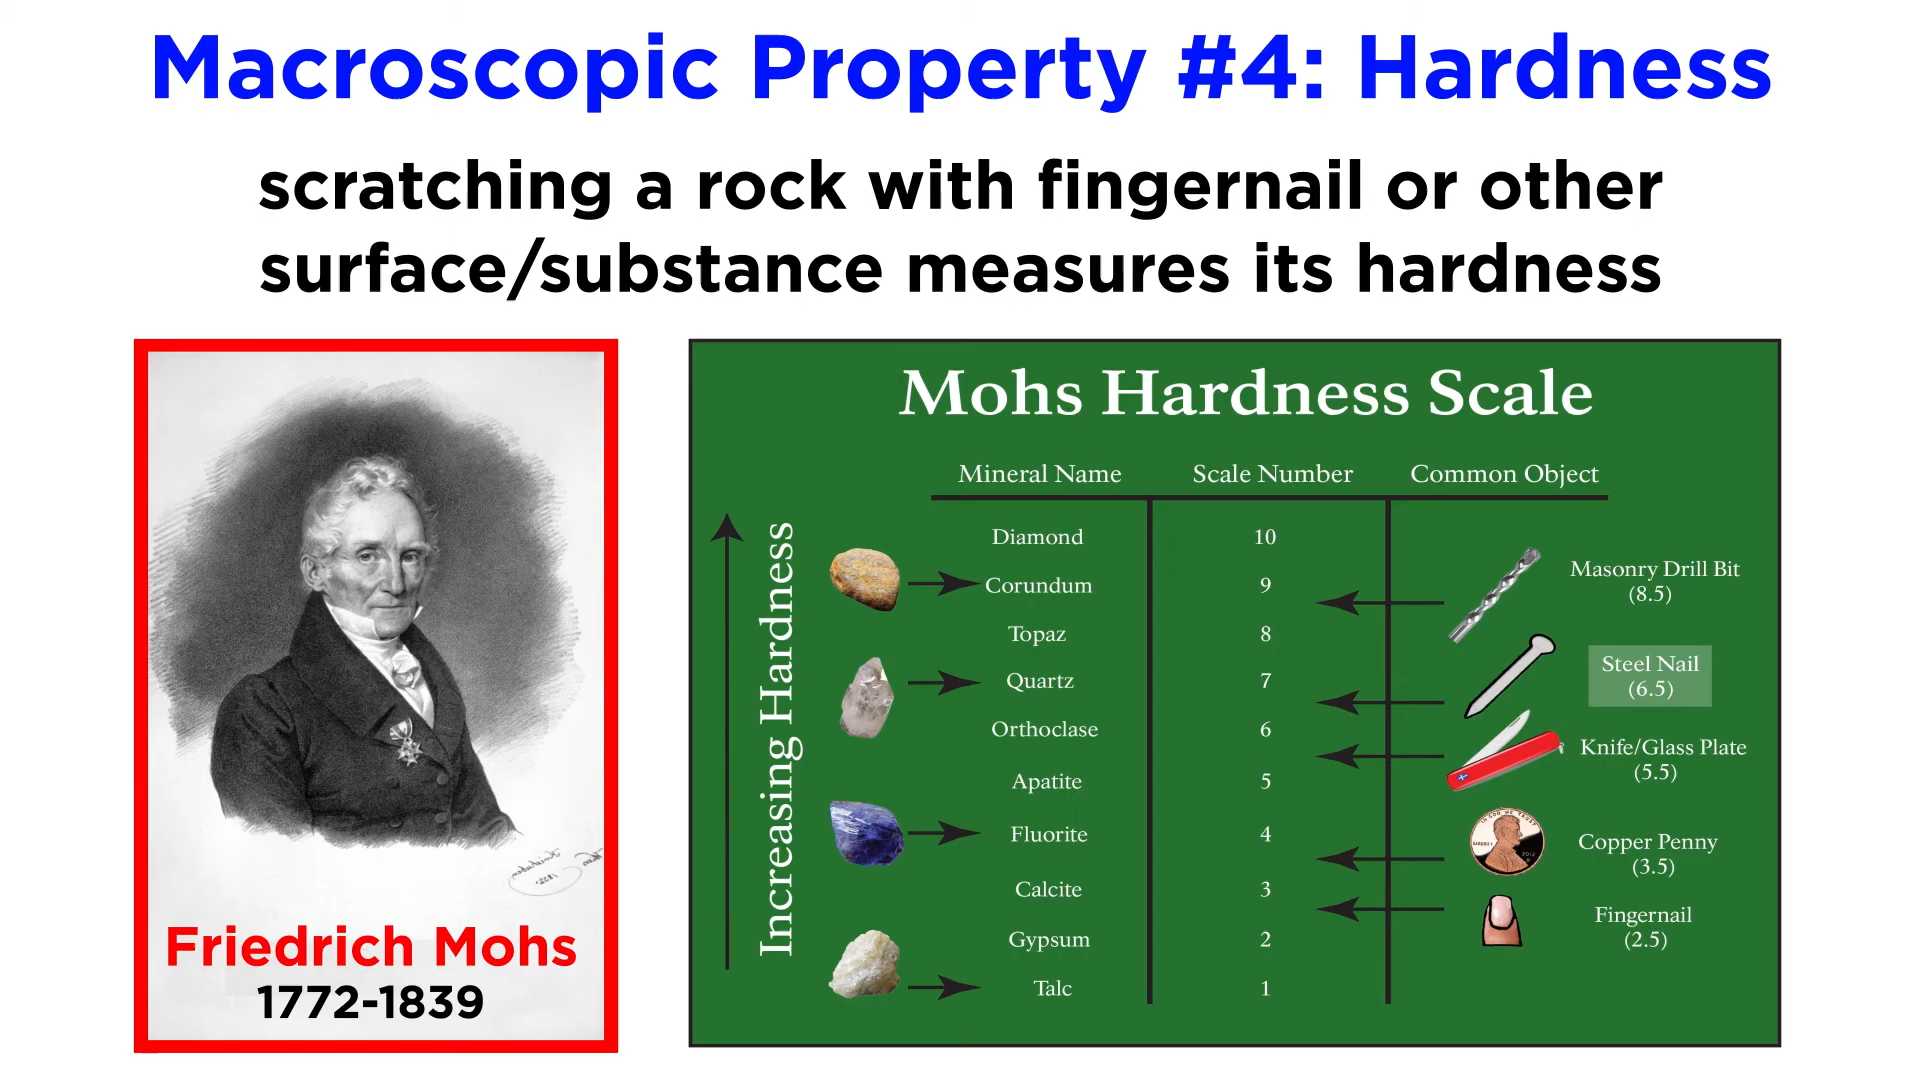 Macroscopic Property #4: Hardness
scratching a rock with fingernail or other
surface/substance measures its hardness
Friedrich Mohs
1772-1839
Mohs Hardness Scale
Increasing Hardness
Mineral Name Scale Number Common Object
Diamond 10
Corundum 9
Topaz 8
Quartz 7
Orthoclase 6
Apatite 5
Fluorite 4
Calcite 3
Gypsum 2
Talc 1
Masonry Drill Bit
(8.5)
Steel Nail
(6.5)
Knife/Glass Plate
(5.5)
Copper Penny
(3.5)
Fingernail
(2.5)